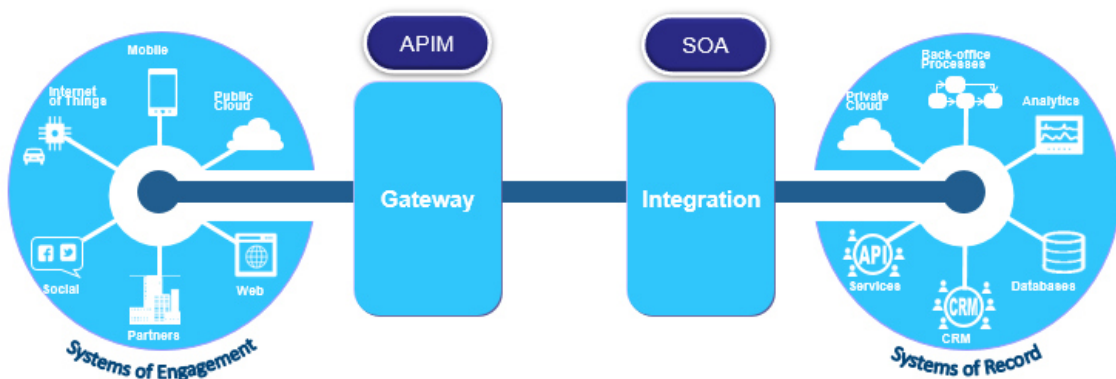 APIM
SOA
Mobile
Internet
of Things
Public
Cloud
Social
Partners
Web
Systems of Engagement
Gateway
Integration
Back-office
Processes
Private
Cloud
Analytics
API
Services
CRM
CRM
Databases
Systems of Record